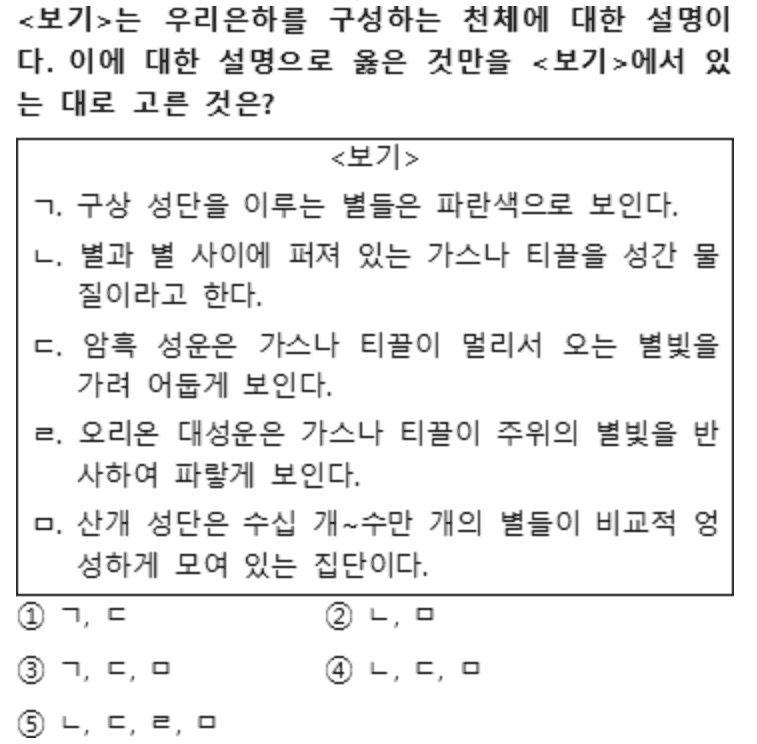 <보기>는 우리은하를 구성하는 천체에 대한 설명이
다. 이에 대한 설명으로 옳은 것만을 <보기>에서 있
는 대로 고른 것은?
<보기>
ㄱ. 구상 성단을 이루는 별들은 파란색으로 보인다.
ㄴ. 별과 별 사이에 퍼져 있는 가스나 티끌을 성간 물
질이라고 한다.
ㄷ. 암흑 성운은 가스나 티끌이 멀리서 오는 별빛을
가려 어둡게 보인다.
ㄹ. 오리온 대성운은 가스나 티끌이 주위의 별빛을 반
사하여 파랗게 보인다.
ㅁ. 산개 성단은 수십 개~수만 개의 별들이 비교적 엉
성하게 모여 있는 집단이다.
① ㄱ, ㄷ ② ㄴ, ㅁ
③ ㄱ, ㄷ, ㅁ ④ ㄴ, ㄷ, ㅁ
⑤ ㄴ, ㄷ, ㄹ, ㅁ